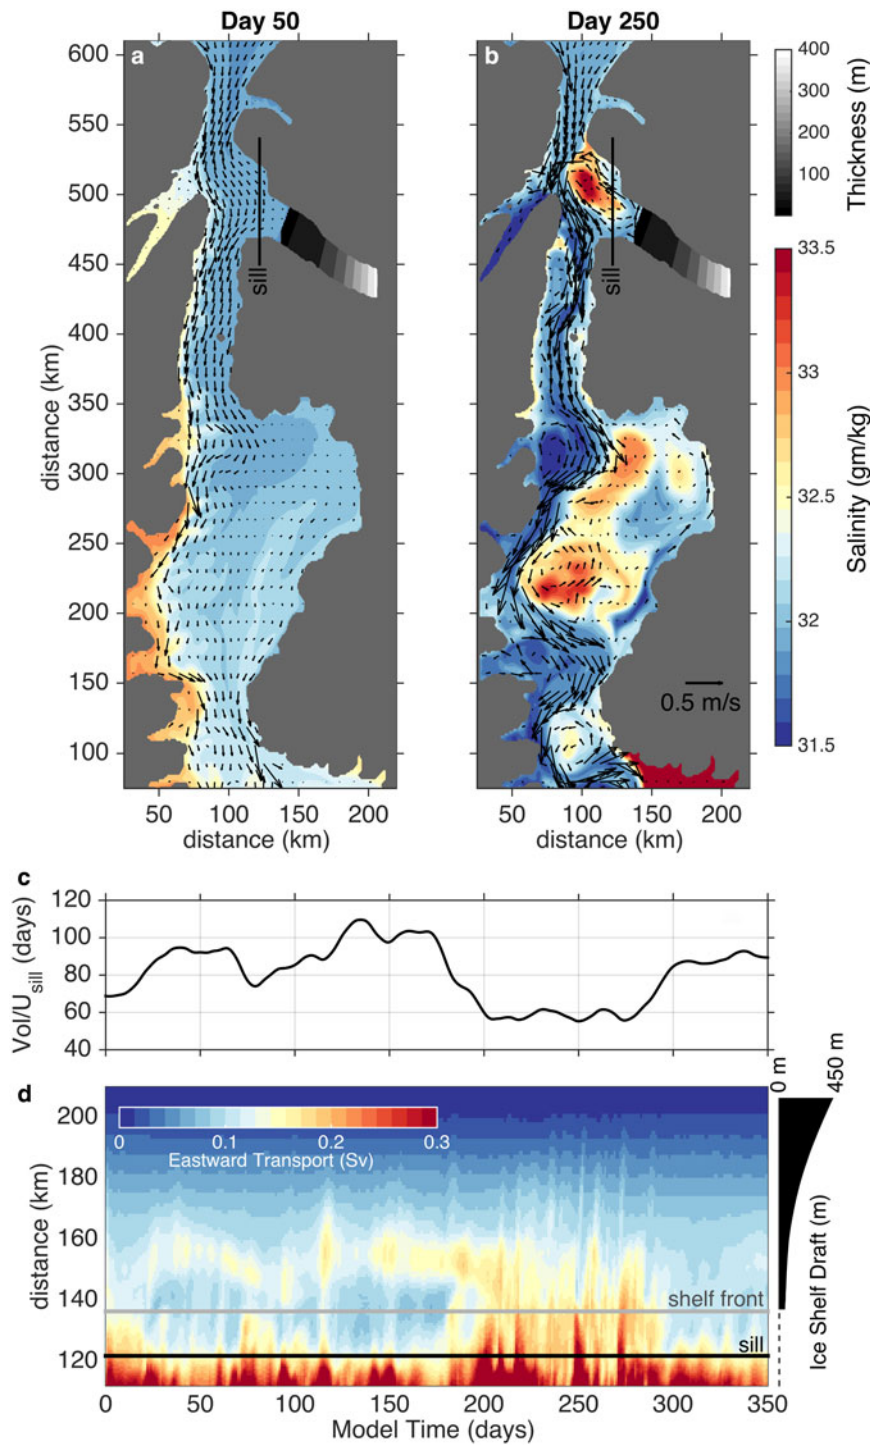 Day 50
Day 250
a
b
600
550
500
450
400
350
300
250
200
150
100
distance (km)
sill
sill
0.5 m/s
50 100 150 200
distance (km)
50 100 150 200
distance (km)
400
300
200
100
Thickness (m)
33.5
33
32.5
32
31.5
Salinity (gm/kg)
c
120
100
80
60
40
Vol/U_sill (days)
d
200
180
160
140
120
distance (km)
0 0.1 0.2 0.3
Eastward Transport (Sv)
shelf front
sill
0 50 100 150 200 250 300 350
Model Time (days)
0 m
450 m
Ice Shelf Draft (m)